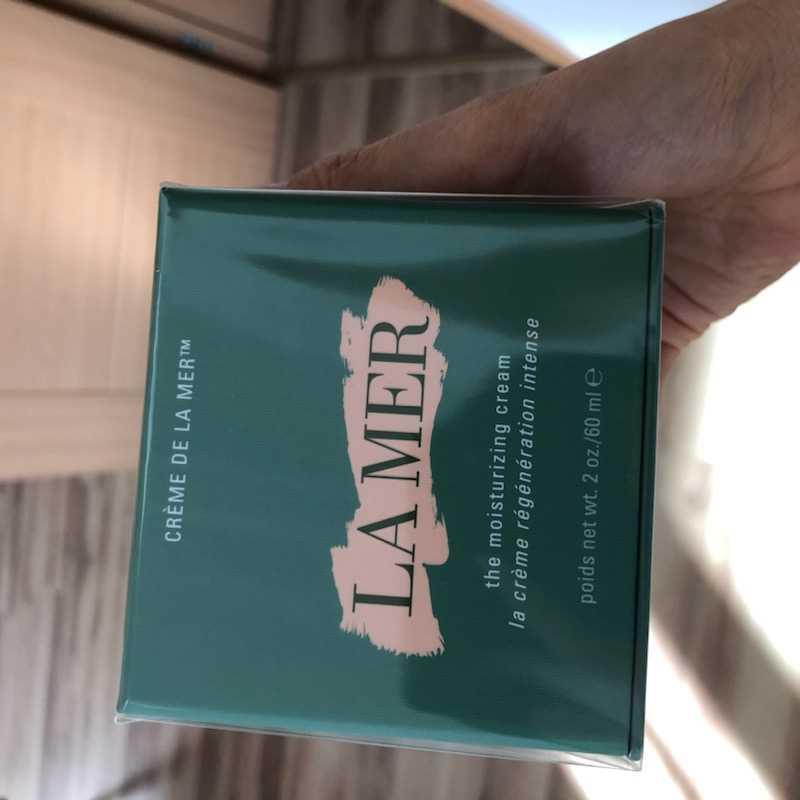 CRÈME DE LA MER™
LA MER
the moisturizing cream
la crème régénération intense
poids net wt. 2 oz./60 ml ℮